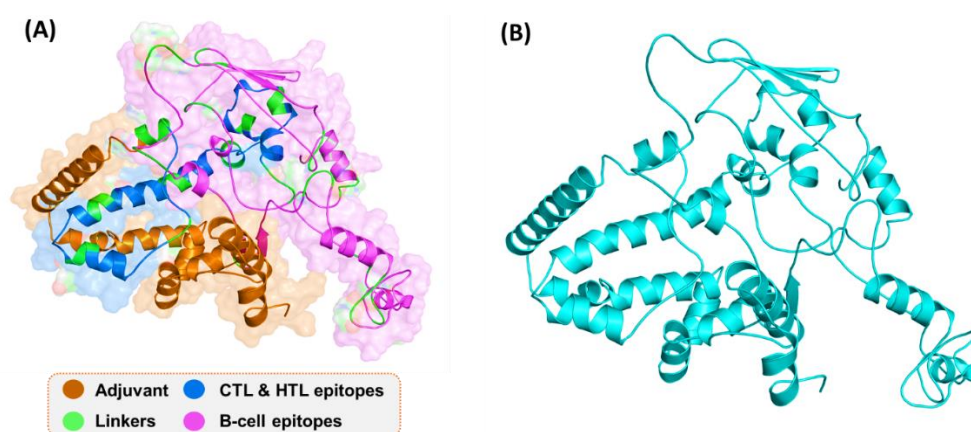 (A)
(B)
Adjuvant
CTL & HTL epitopes
Linkers
B-cell epitopes